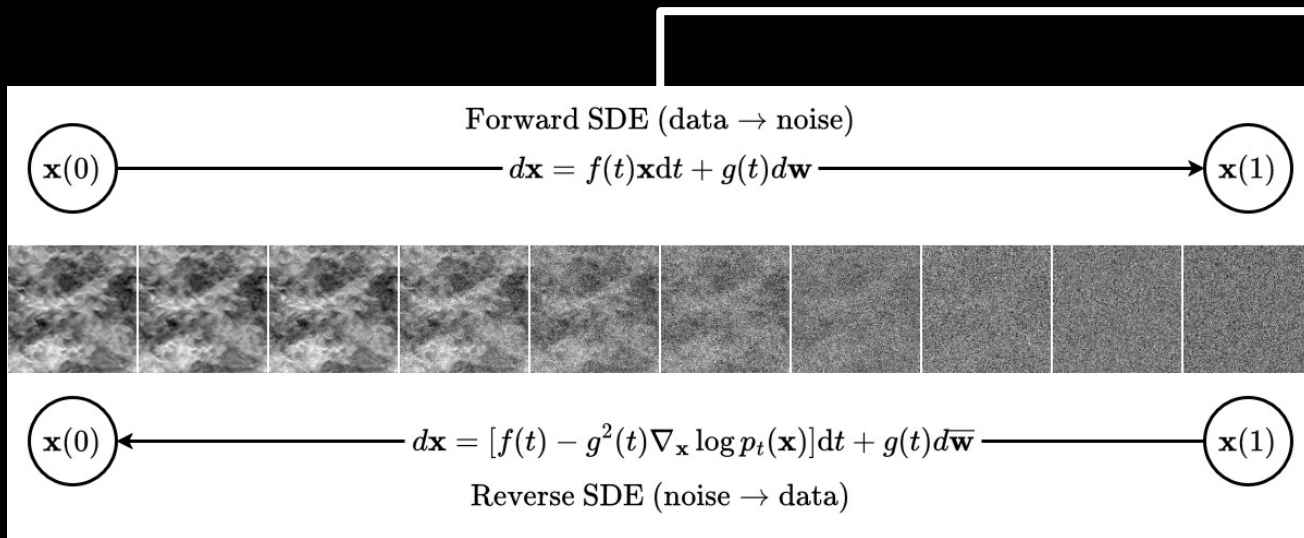 Forward SDE (data → noise)
x(0) dx = f(t)xdt + g(t)dw x(1)
x(0) dx = [f(t) − g²(t)∇ₓ log pₜ(x)]dt + g(t)dw̅ x(1)
Reverse SDE (noise → data)